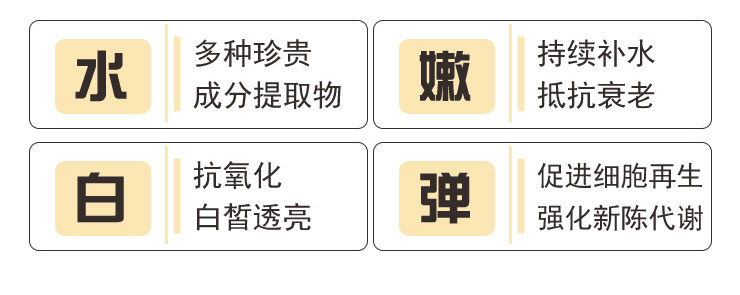 水
多种珍贵
成分提取物
嫩
持续补水
抵抗衰老
白
抗氧化
白皙透亮
弹
促进细胞再生
强化新陈代谢